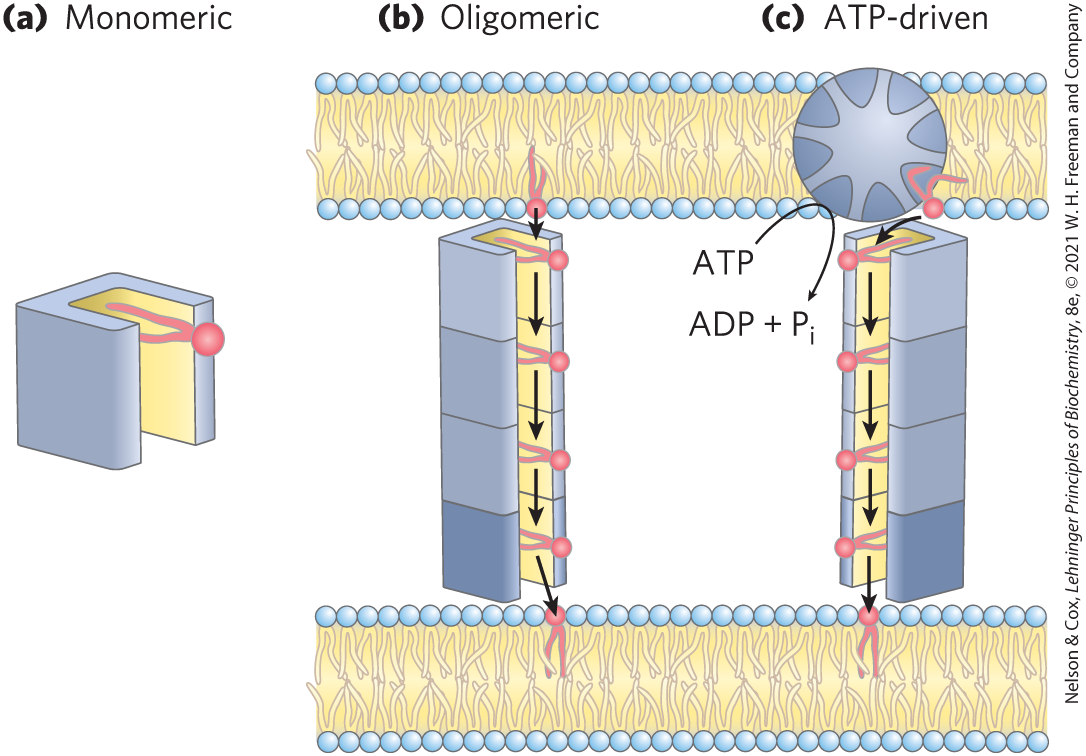 (a) Monomeric
(b) Oligomeric
(c) ATP-driven
ATP
ADP + Pi
Nelson & Cox, Lehninger Principles of Biochemistry, 8e, © 2021 W. H. Freeman and Company